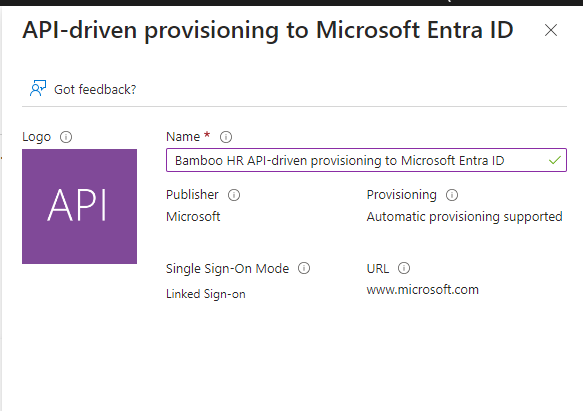 API-driven provisioning to Microsoft Entra ID
Got feedback?
Logo
Name *
API
Bamboo HR API-driven provisioning to Microsoft Entra ID
Publisher
Provisioning
Microsoft
Automatic provisioning supported
Single Sign-On Mode
URL
Linked Sign-on
www.microsoft.com